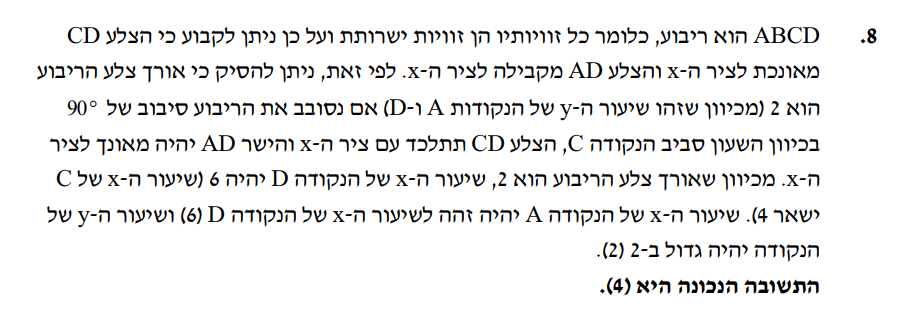 8. ABCD הוא ריבוע, כלומר כל זוויותיו הן זוויות ישרותת ועל כן ניתן לקבוע כי הצלע CD
מאונכת לציר ה-x והצלע AD מקבילה לציר ה-x. לפי זאת, ניתן להסיק כי אורך צלע הריבוע
הוא 2 (מכיוון שזהו שיעור ה-y של הנקודות A ו-D) אם נסובב את הריבוע סיבוב של 90°
בכיוון השעון סביב הנקודה C, הצלע CD תתלכד עם ציר ה-x והישר AD יהיה מאונך לציר
ה-x. מכיוון שאורך צלע הריבוע הוא 2, שיעור ה-x של הנקודה D יהיה 6 (שיעור ה-x של C
ישאר 4). שיעור ה-x של הנקודה A יהיה זהה לשיעור ה-x של הנקודה D (6) ושיעור ה-y של
הנקודה יהיה גדול ב-2 (2).
התשובה הנכונה היא (4).